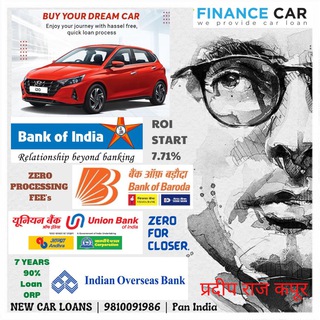 BUY YOUR DREAM CAR
Enjoy your journey with hassel free,
quick loan process
FINANCE CAR
we provide car loan
Bank of India
Relationship beyond banking
ROI
START
7.71%
ZERO
PROCESSING
FEE's
बैंक ऑफ़ बड़ौदा
Bank of Baroda
यूनियन बैंक
ऑफ़ इंडिया
Union Bank
of India
ZERO
FOR
CLOSER.
7 YEARS
90%
Loan
ORP
Indian Overseas Bank
प्रदीप राज कपूर
NEW CAR LOANS | 9810091986 | Pan India